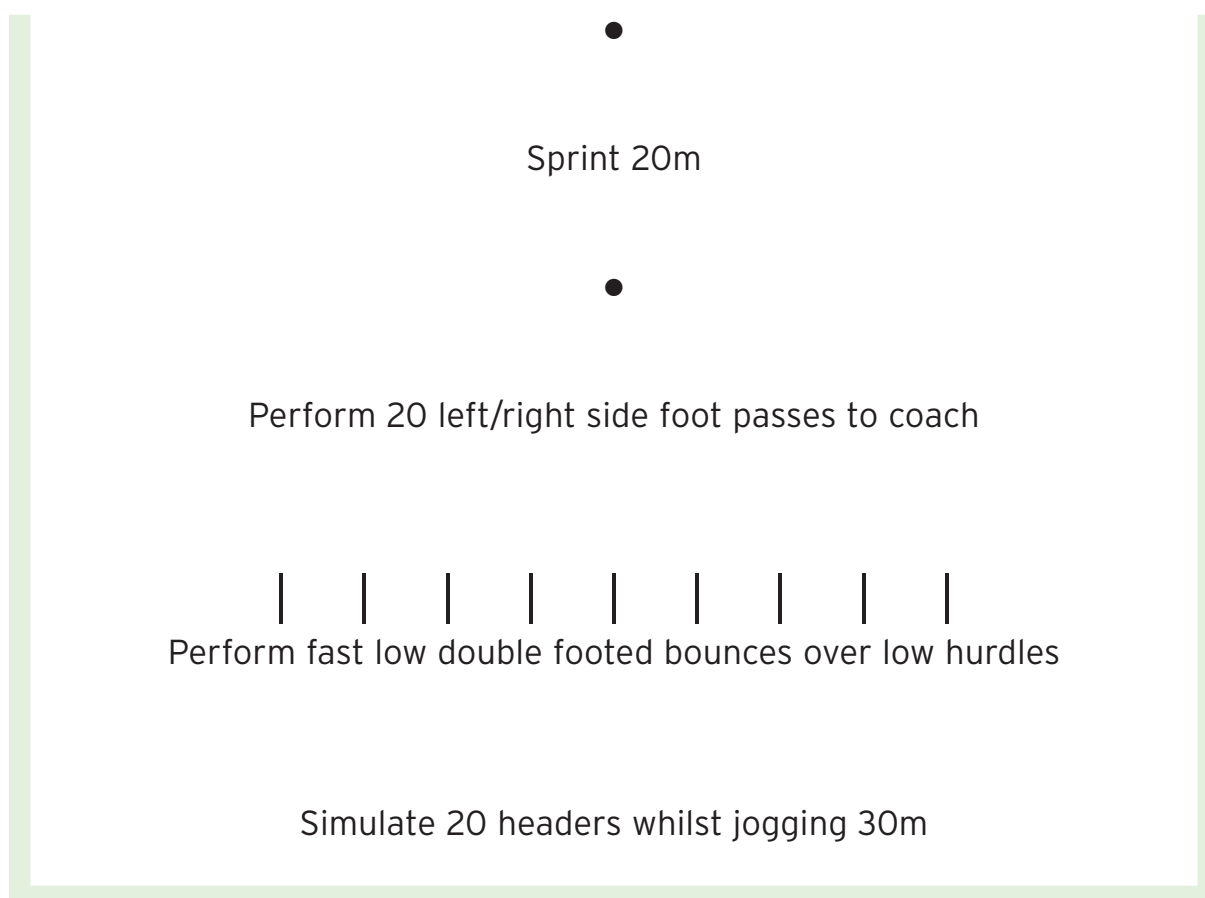 Sprint 20m
Perform 20 left/right side foot passes to coach
Perform fast low double footed bounces over low hurdles
Simulate 20 headers whilst jogging 30m